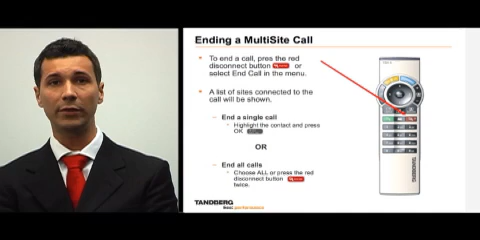 Ending a MultiSite Call
• To end a call, press the red
disconnect button or
select End Call in the menu.
• A list of sites connected to the
call will be shown.
– End a single call
• Highlight the contact and press
OK
OR
– End all calls
• Choose ALL or press the red
disconnect button
twice.
TANDBERG
TANDBERG